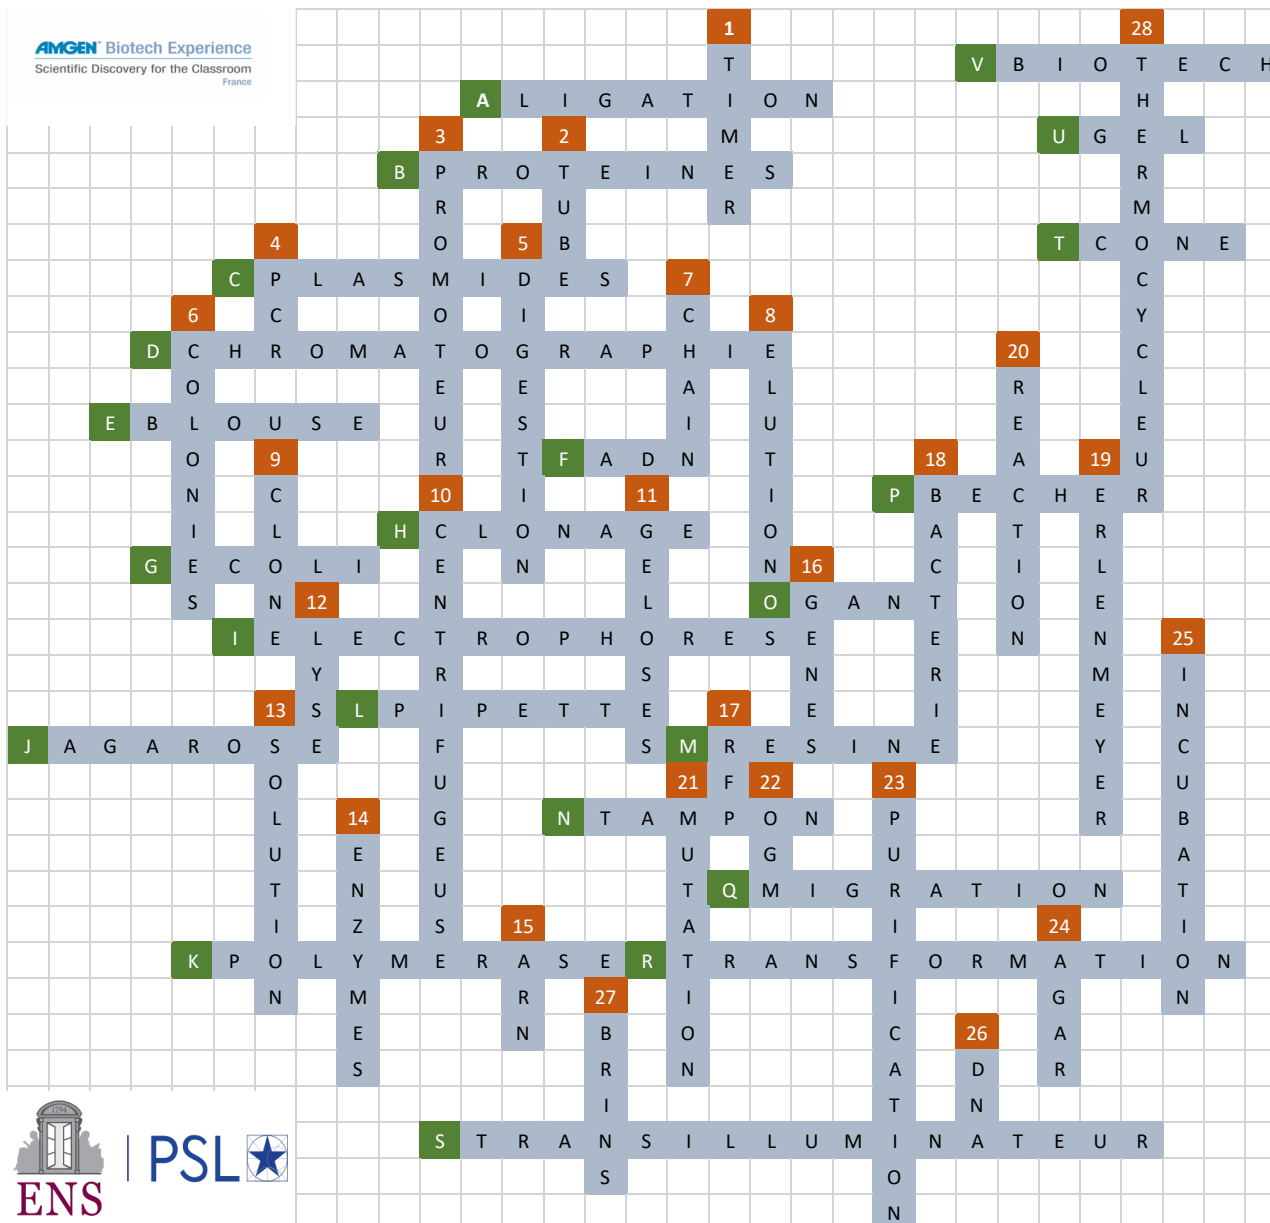 AMGEN Biotech Experience
Scientific Discovery for the Classroom
France
1 28
T V B I O T E C H
A L I G A T I O N H
3 2 M U G E L
B P R O T E I N E S R
R U R M
4 O 5 B T C O N E
C P L A S M I D E S 7 C
6 C O I C 8 Y
D C H R O M A T O G R A P H I E 20 C
O E E A L R L
E B L O U S E U S I U E E
O 9 R T F A D N T 18 A 19 U
N C 10 I 11 I P B E C H E R
I L H C L O N A G E O A T R
G E C O L I E N E N 16 C I L
S N 12 N L O G A N T O E
I E L E C T R O P H O R E S E E N N 25
Y R S N R M I
13 S L P I P E T T E 17 E I E N
J A G A R O S E F S M R E S I N E Y C
O U 21 F 22 23 E U
L 14 G N T A M P O N P R B
U E E U G U A
T N U T Q M I G R A T I O N T
I Z S 15 A I 24 I
K P O L Y M E R A S E R T R A N S F O R M A T I O N
N M R 27 I I G N
E N B O C 26 A
S R N A D R
I T N
S T R A N S I L L U M I N A T E U R
S O
N
1794
ENS
PSL